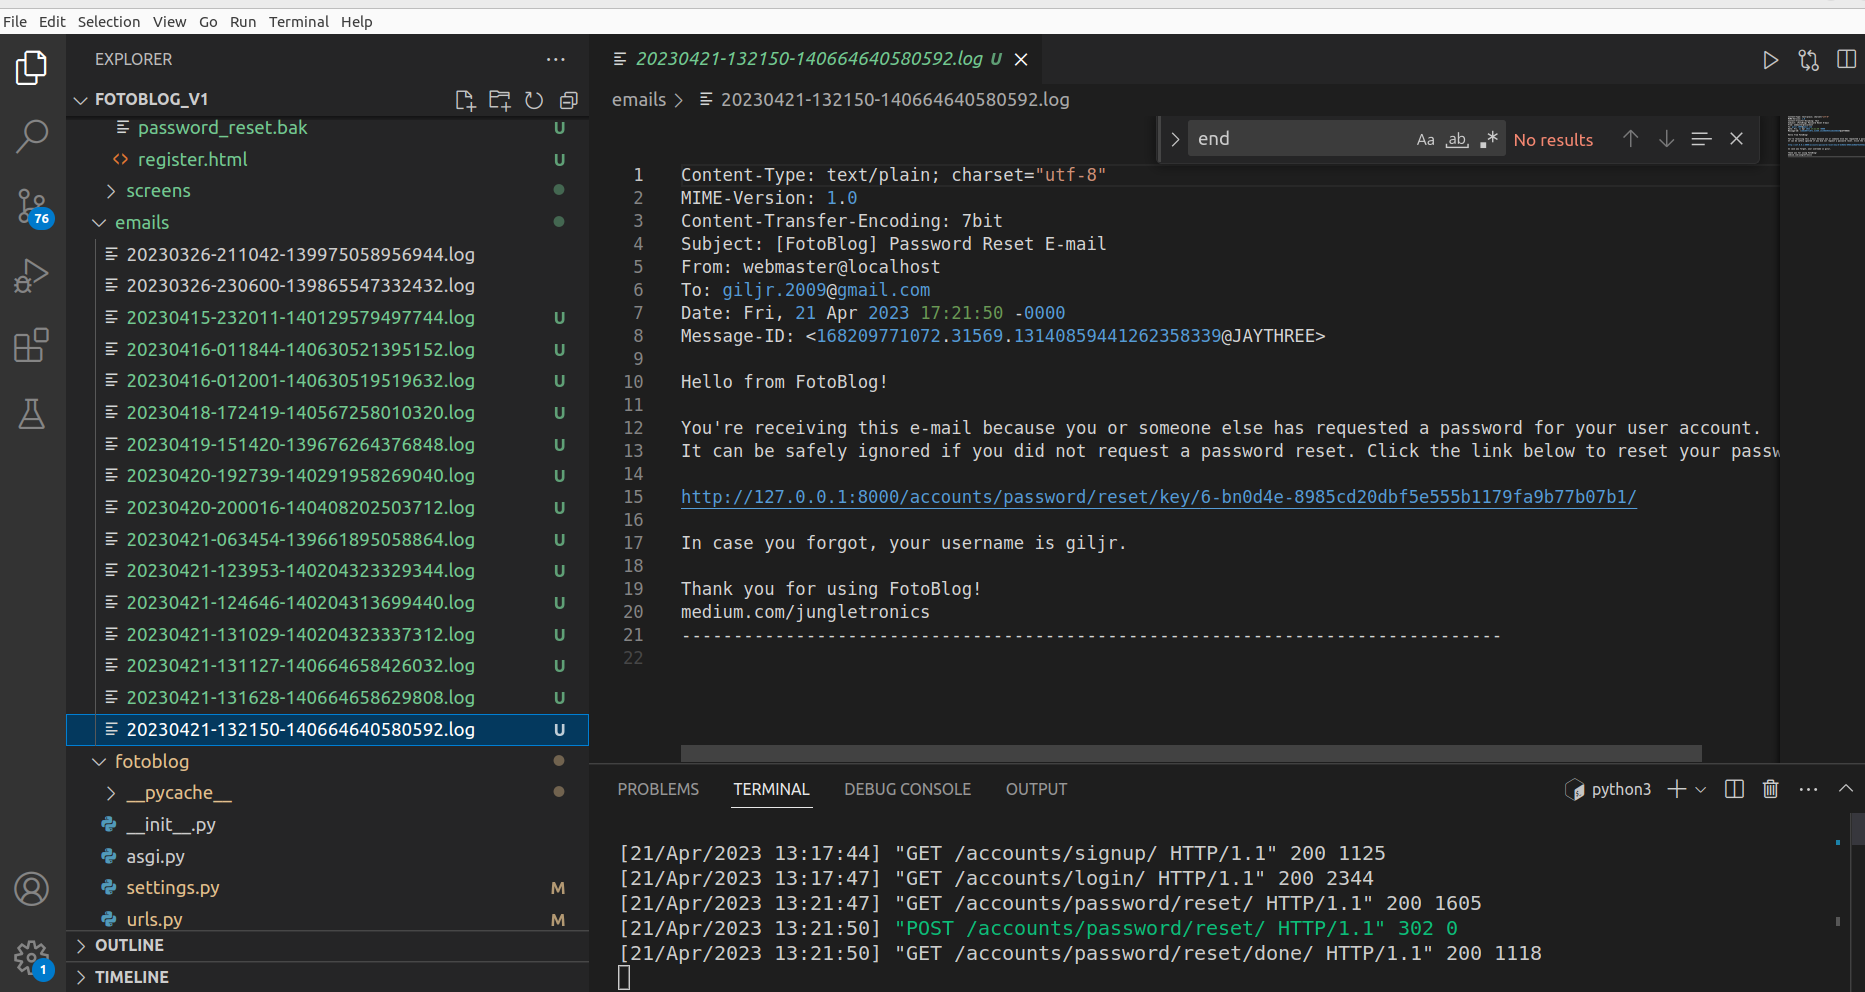 File Edit Selection View Go Run Terminal Help
EXPLORER
FOTOBLOG_V1
password_reset.bak U
register.html U
screens
emails
20230326-211042-139975058956944.log
20230326-230600-139865547332432.log
20230415-232011-140129579497744.log U
20230416-011844-140630521395152.log U
20230416-012001-140630519519632.log U
20230418-172419-140567258010320.log U
20230419-151420-139676264376848.log U
20230420-192739-140291958269040.log U
20230420-200016-140408202503712.log U
20230421-063454-139661895058864.log U
20230421-123953-140204323329344.log U
20230421-124646-140204313699440.log U
20230421-131029-140204323337312.log U
20230421-131127-140664658426032.log U
20230421-131628-140664658629808.log U
20230421-132150-140664640580592.log U
fotoblog
__pycache__
__init__.py
asgi.py
settings.py M
urls.py M
OUTLINE
TIMELINE
76
1
20230421-132150-140664640580592.log U
emails > 20230421-132150-140664640580592.log
end Aa ab .* No results
1 Content-Type: text/plain; charset="utf-8"
2 MIME-Version: 1.0
3 Content-Transfer-Encoding: 7bit
4 Subject: [FotoBlog] Password Reset E-mail
5 From: webmaster@localhost
6 To: giljr.2009@gmail.com
7 Date: Fri, 21 Apr 2023 17:21:50 -0000
8 Message-ID: <168209771072.31569.13140859441262358339@JAYTHREE>
9
10 Hello from FotoBlog!
11
12 You're receiving this e-mail because you or someone else has requested a password for your user account.
13 It can be safely ignored if you did not request a password reset. Click the link below to reset your passw
14
15 http://127.0.0.1:8000/accounts/password/reset/key/6-bn0d4e-8985cd20dbf5e555b1179fa9b77b07b1/
16
17 In case you forgot, your username is giljr.
18
19 Thank you for using FotoBlog!
20 medium.com/jungletronics
21 -------------------------------------------------------------------------------
22
PROBLEMS TERMINAL DEBUG CONSOLE OUTPUT python3
[21/Apr/2023 13:17:44] "GET /accounts/signup/ HTTP/1.1" 200 1125
[21/Apr/2023 13:17:47] "GET /accounts/login/ HTTP/1.1" 200 2344
[21/Apr/2023 13:21:47] "GET /accounts/password/reset/ HTTP/1.1" 200 1605
[21/Apr/2023 13:21:50] "POST /accounts/password/reset/ HTTP/1.1" 302 0
[21/Apr/2023 13:21:50] "GET /accounts/password/reset/done/ HTTP/1.1" 200 1118